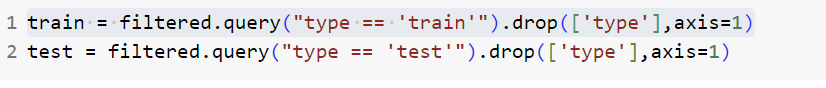 1 train = filtered.query("type == 'train'").drop(['type'],axis=1)
2 test = filtered.query("type == 'test'").drop(['type'],axis=1)